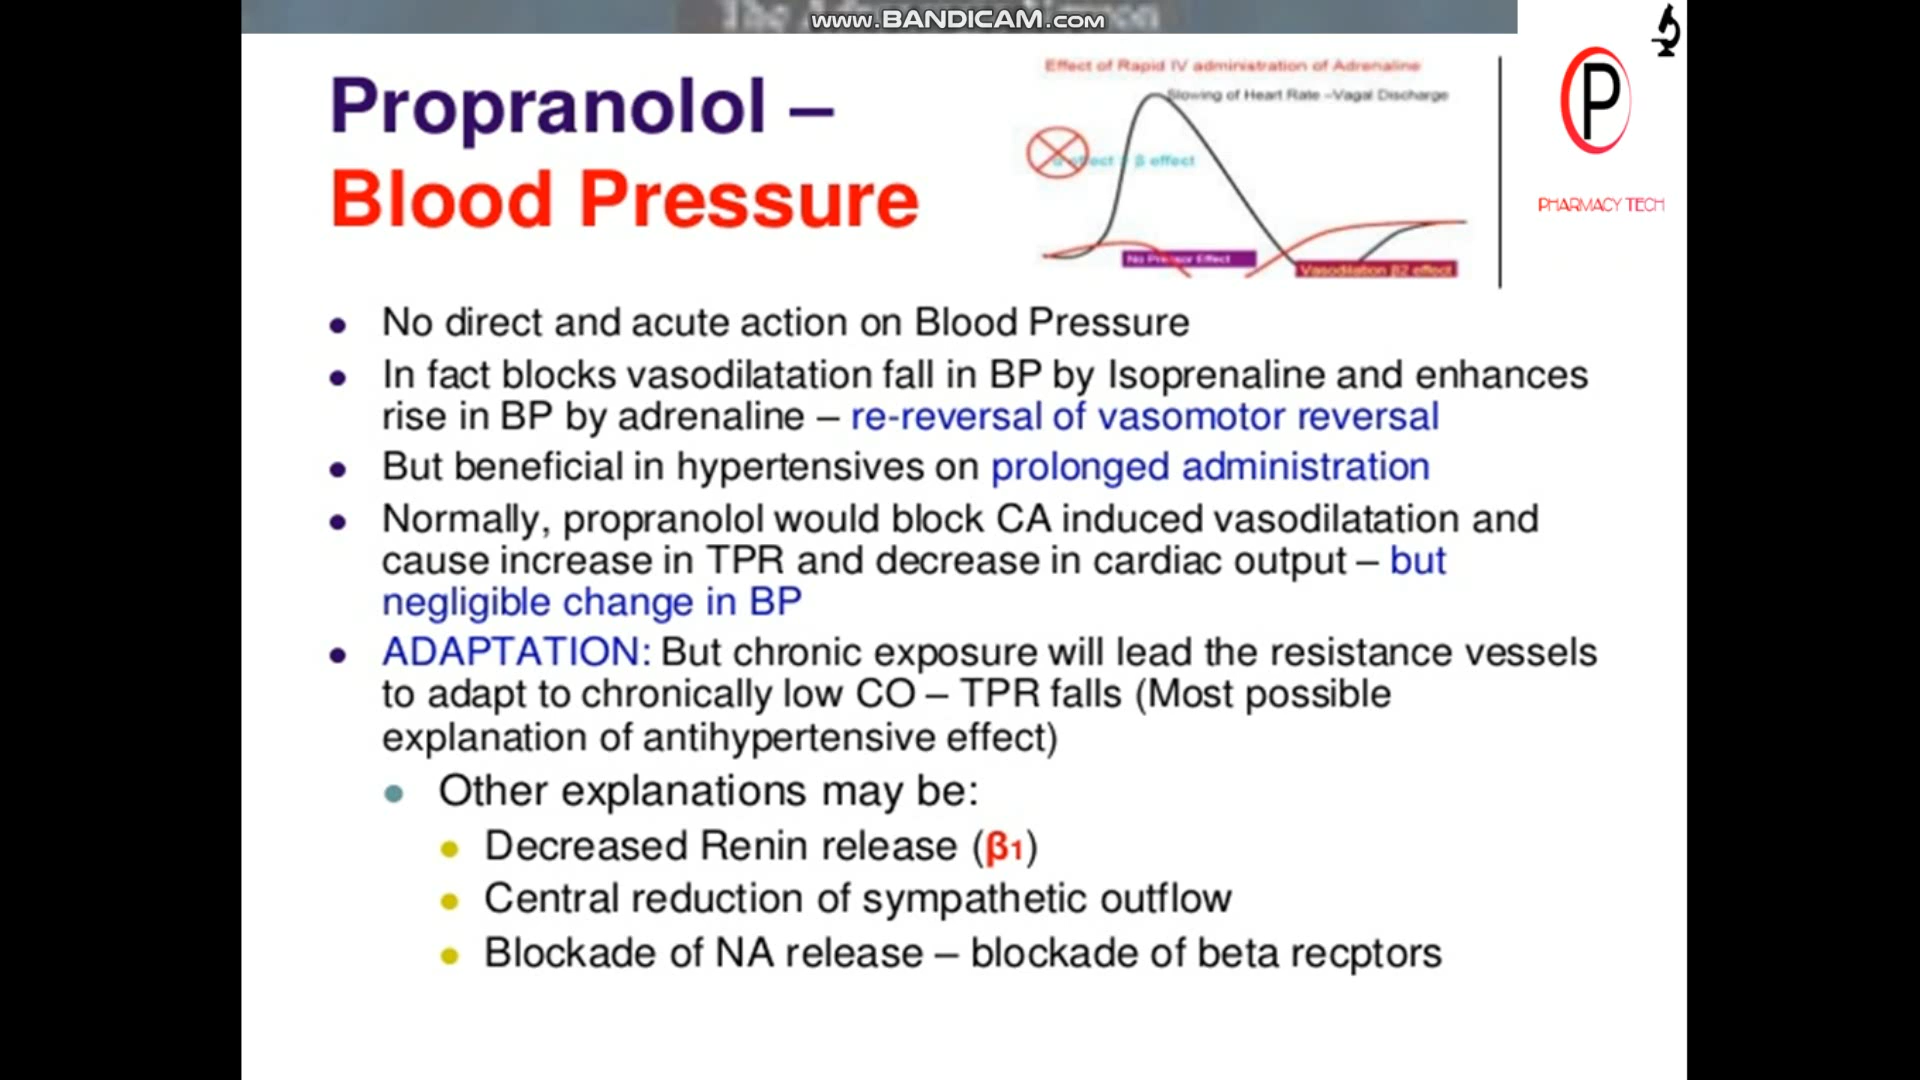 www.BANDICAM.com
Propranolol –
Blood Pressure
Effect of Rapid IV administration of Adrenaline
Slowing of Heart Rate –Vagal Discharge
β effect
No Pressor Effect
Vasodilation β2 effect
P
PHARMACY TECH
● No direct and acute action on Blood Pressure
● In fact blocks vasodilatation fall in BP by Isoprenaline and enhances
rise in BP by adrenaline – re-reversal of vasomotor reversal
● But beneficial in hypertensives on prolonged administration
● Normally, propranolol would block CA induced vasodilatation and
cause increase in TPR and decrease in cardiac output – but
negligible change in BP
● ADAPTATION: But chronic exposure will lead the resistance vessels
to adapt to chronically low CO – TPR falls (Most possible
explanation of antihypertensive effect)
● Other explanations may be:
● Decreased Renin release (β1)
● Central reduction of sympathetic outflow
● Blockade of NA release – blockade of beta recptors